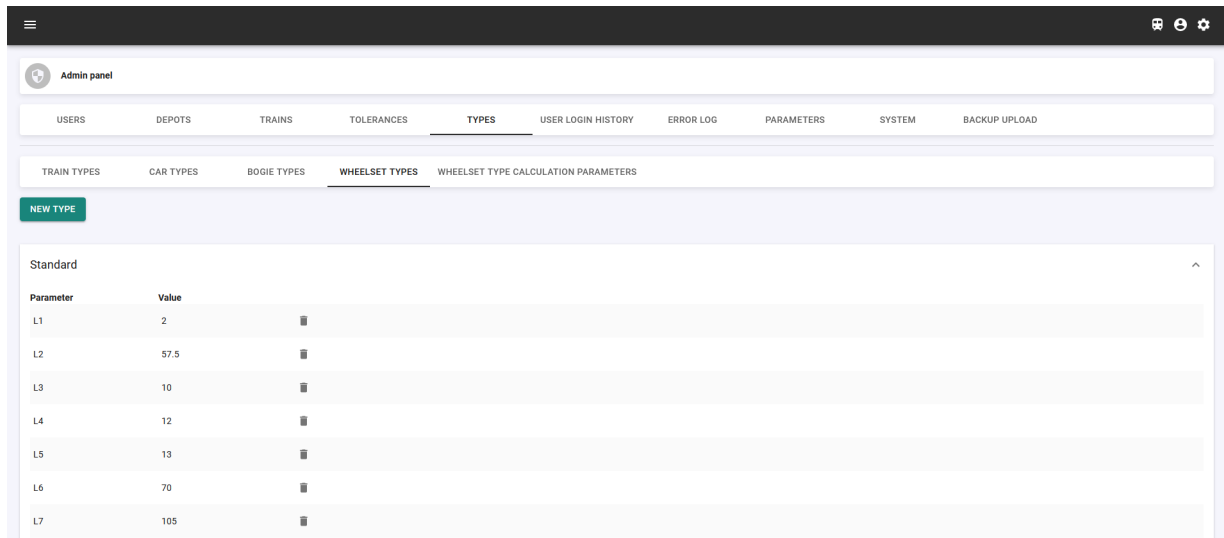 Admin panel
USERS DEPOTS TRAINS TOLERANCES TYPES USER LOGIN HISTORY ERROR LOG PARAMETERS SYSTEM BACKUP UPLOAD
TRAIN TYPES CAR TYPES BOGIE TYPES WHEELSET TYPES WHEELSET TYPE CALCULATION PARAMETERS
NEW TYPE
Standard
Parameter Value
L1 2
L2 57.5
L3 10
L4 12
L5 13
L6 70
L7 105